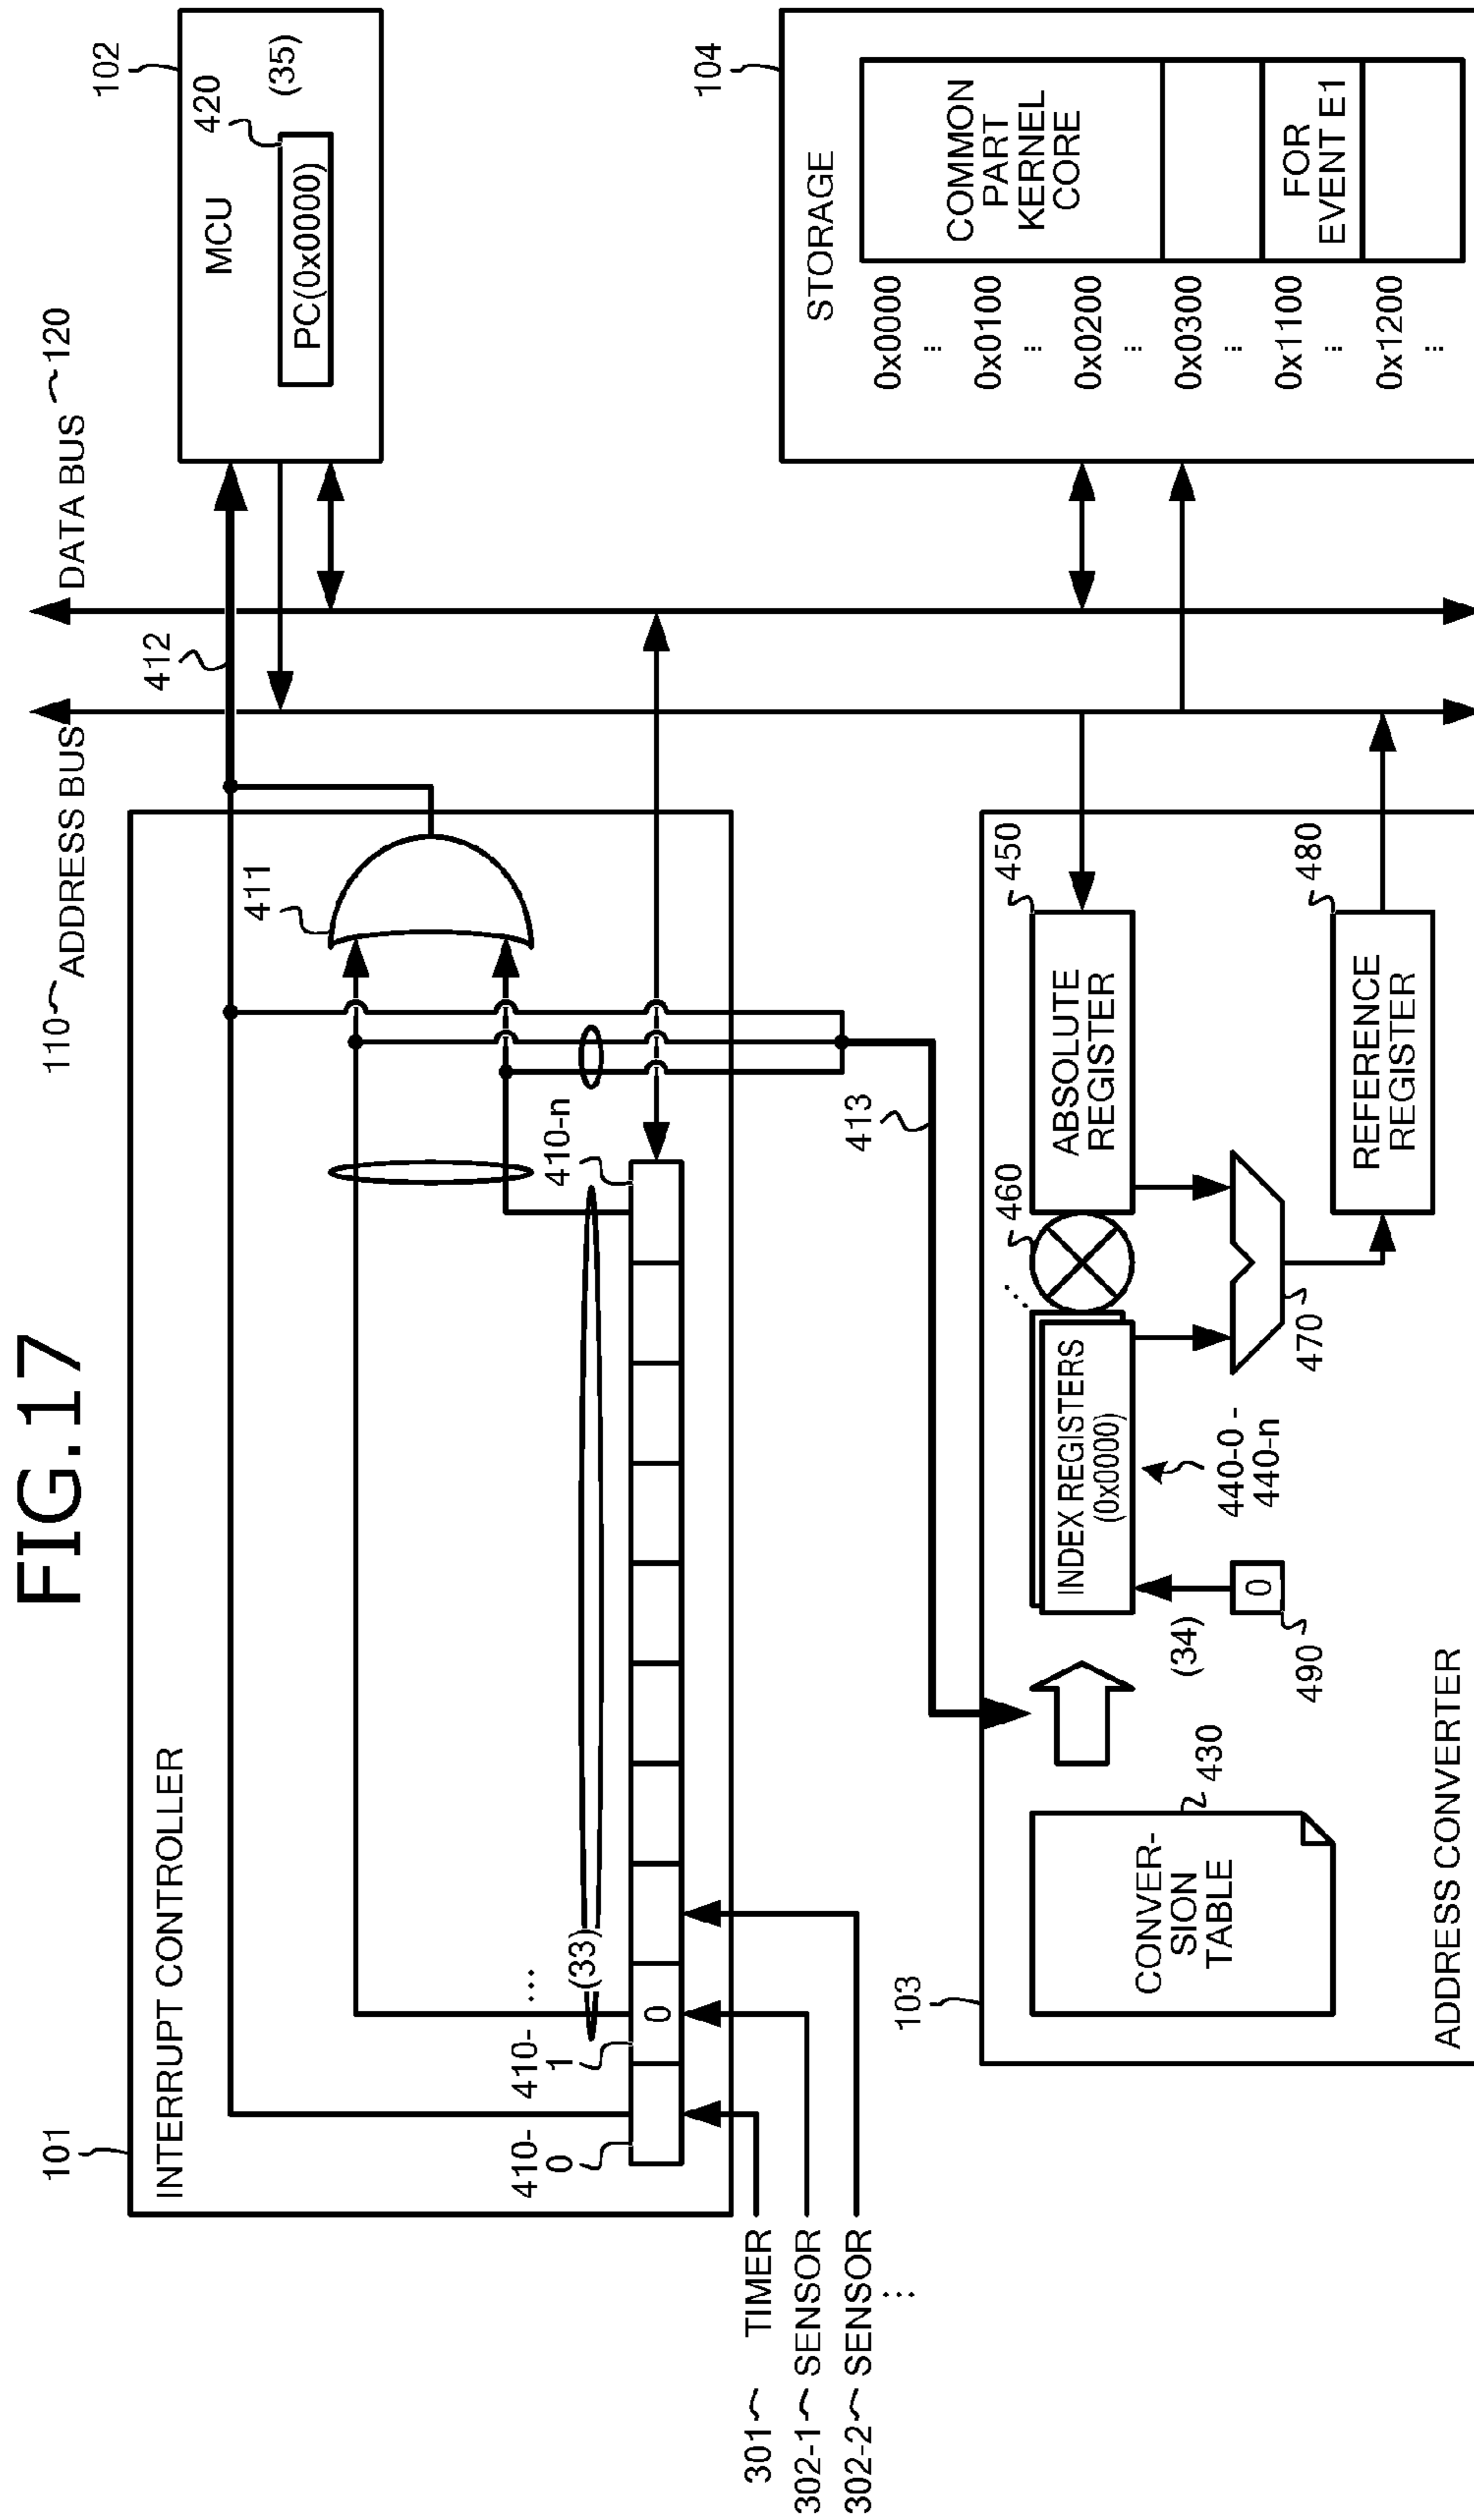 FIG.17
101
INTERRUPT CONTROLLER
110
ADDRESS BUS
DATA BUS
120
412
102
MCU
420
PC(0x0000)
(35)
411
410-
0
410-
1
...
(33)
0
410-n
301
TIMER
302-1
SENSOR
302-2
SENSOR
⋮
413
103
ADDRESS CONVERTER
CONVER-
SION
TABLE
430
INDEX REGISTERS
(0x0000)
440-0 -
440-n
(34)
0
490
460
ABSOLUTE
REGISTER
450
470
REFERENCE
REGISTER
480
104
STORAGE
0x0000
⋮
0x0100
⋮
0x0200
⋮
0x0300
⋮
0x1100
⋮
0x1200
⋮
COMMON
PART
KERNEL
CORE
FOR
EVENT E1